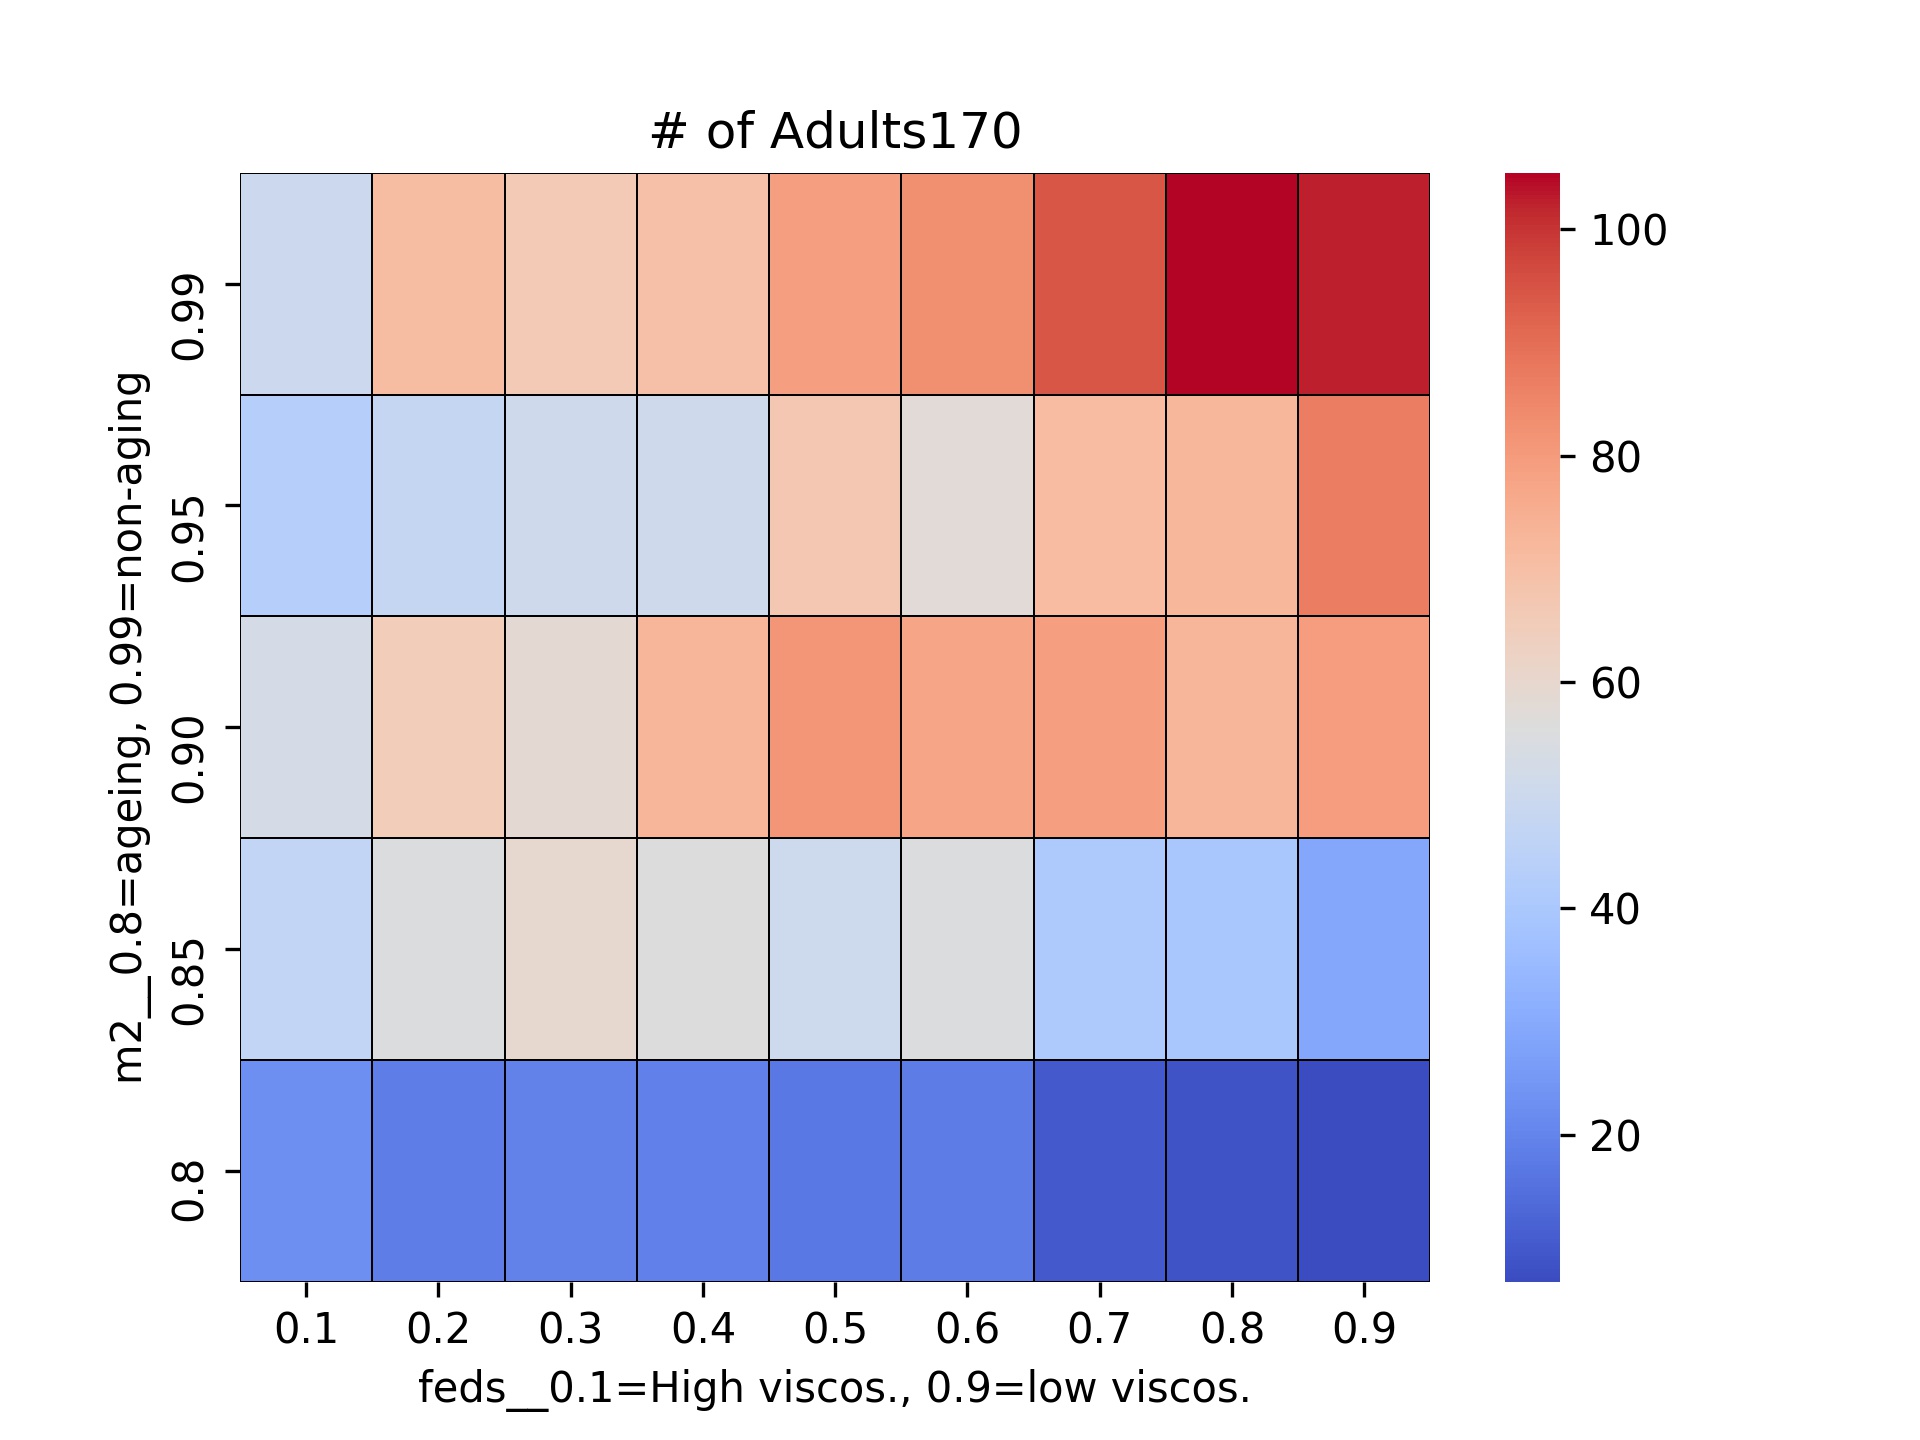 # of Adults170
m2__0.8=ageing, 0.99=non-aging
0.99
0.95
0.90
0.85
0.8
0.1 0.2 0.3 0.4 0.5 0.6 0.7 0.8 0.9
feds__0.1=High viscos., 0.9=low viscos.
100
80
60
40
20